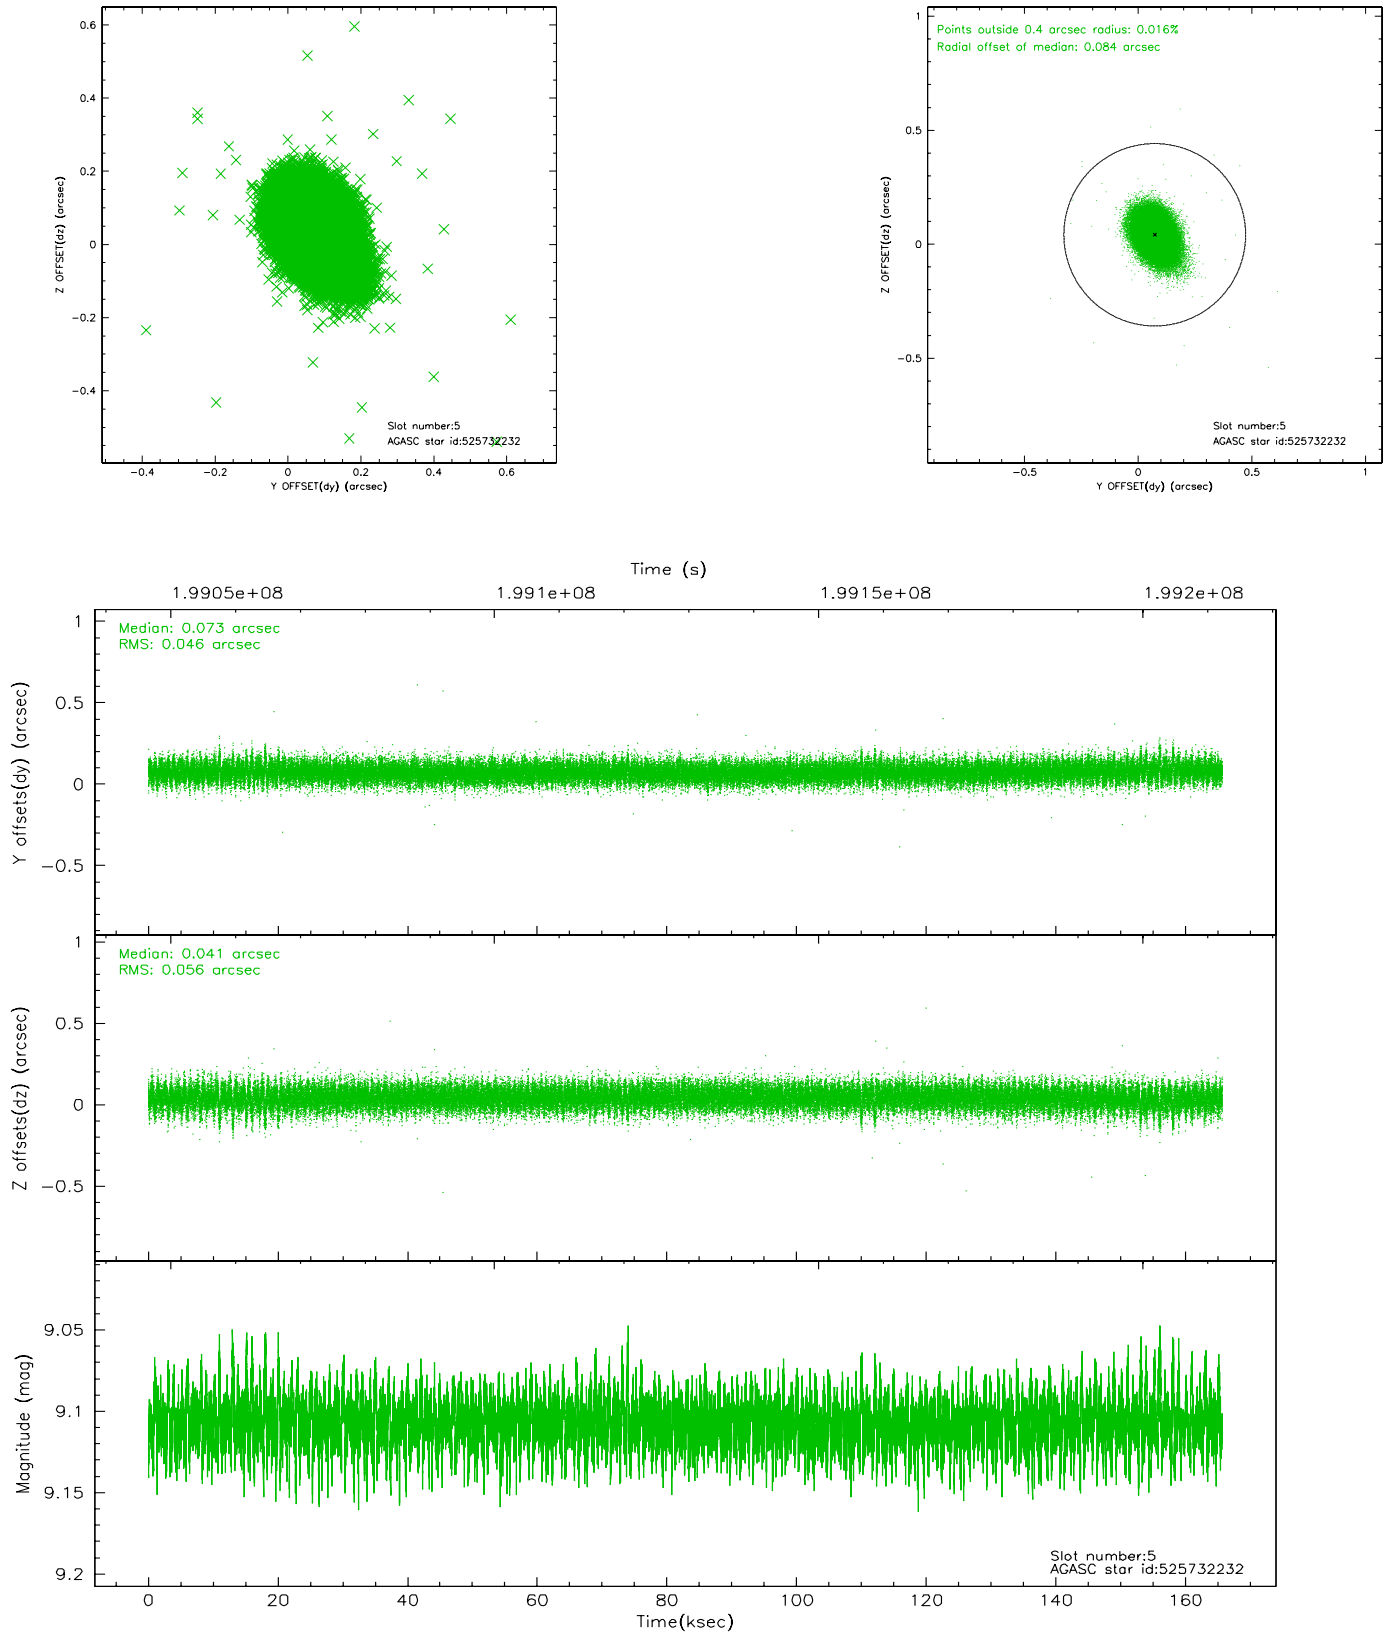 0.6
0.4
0.2
0
−0.2
−0.4
Z OFFSET(dz) (arcsec)
−0.4
−0.2
0
0.2
0.4
0.6
Y OFFSET(dy) (arcsec)
Slot number:5
AGASC star id:525732232
Points outside 0.4 arcsec radius: 0.016%
Radial offset of median: 0.084 arcsec
1
0.5
0
−0.5
Z OFFSET(dz) (arcsec)
−0.5
0
0.5
1
Y OFFSET(dy) (arcsec)
Slot number:5
AGASC star id:525732232
Time (s)
1.9905e+08
1.991e+08
1.9915e+08
1.992e+08
Median: 0.073 arcsec
RMS: 0.046 arcsec
1
0.5
0
−0.5
Y offsets(dy) (arcsec)
Median: 0.041 arcsec
RMS: 0.056 arcsec
1
0.5
0
−0.5
Z offsets(dz) (arcsec)
9.05
9.1
9.15
9.2
Magnitude (mag)
Slot number:5
AGASC star id:525732232
0
20
40
60
80
100
120
140
160
Time(ksec)